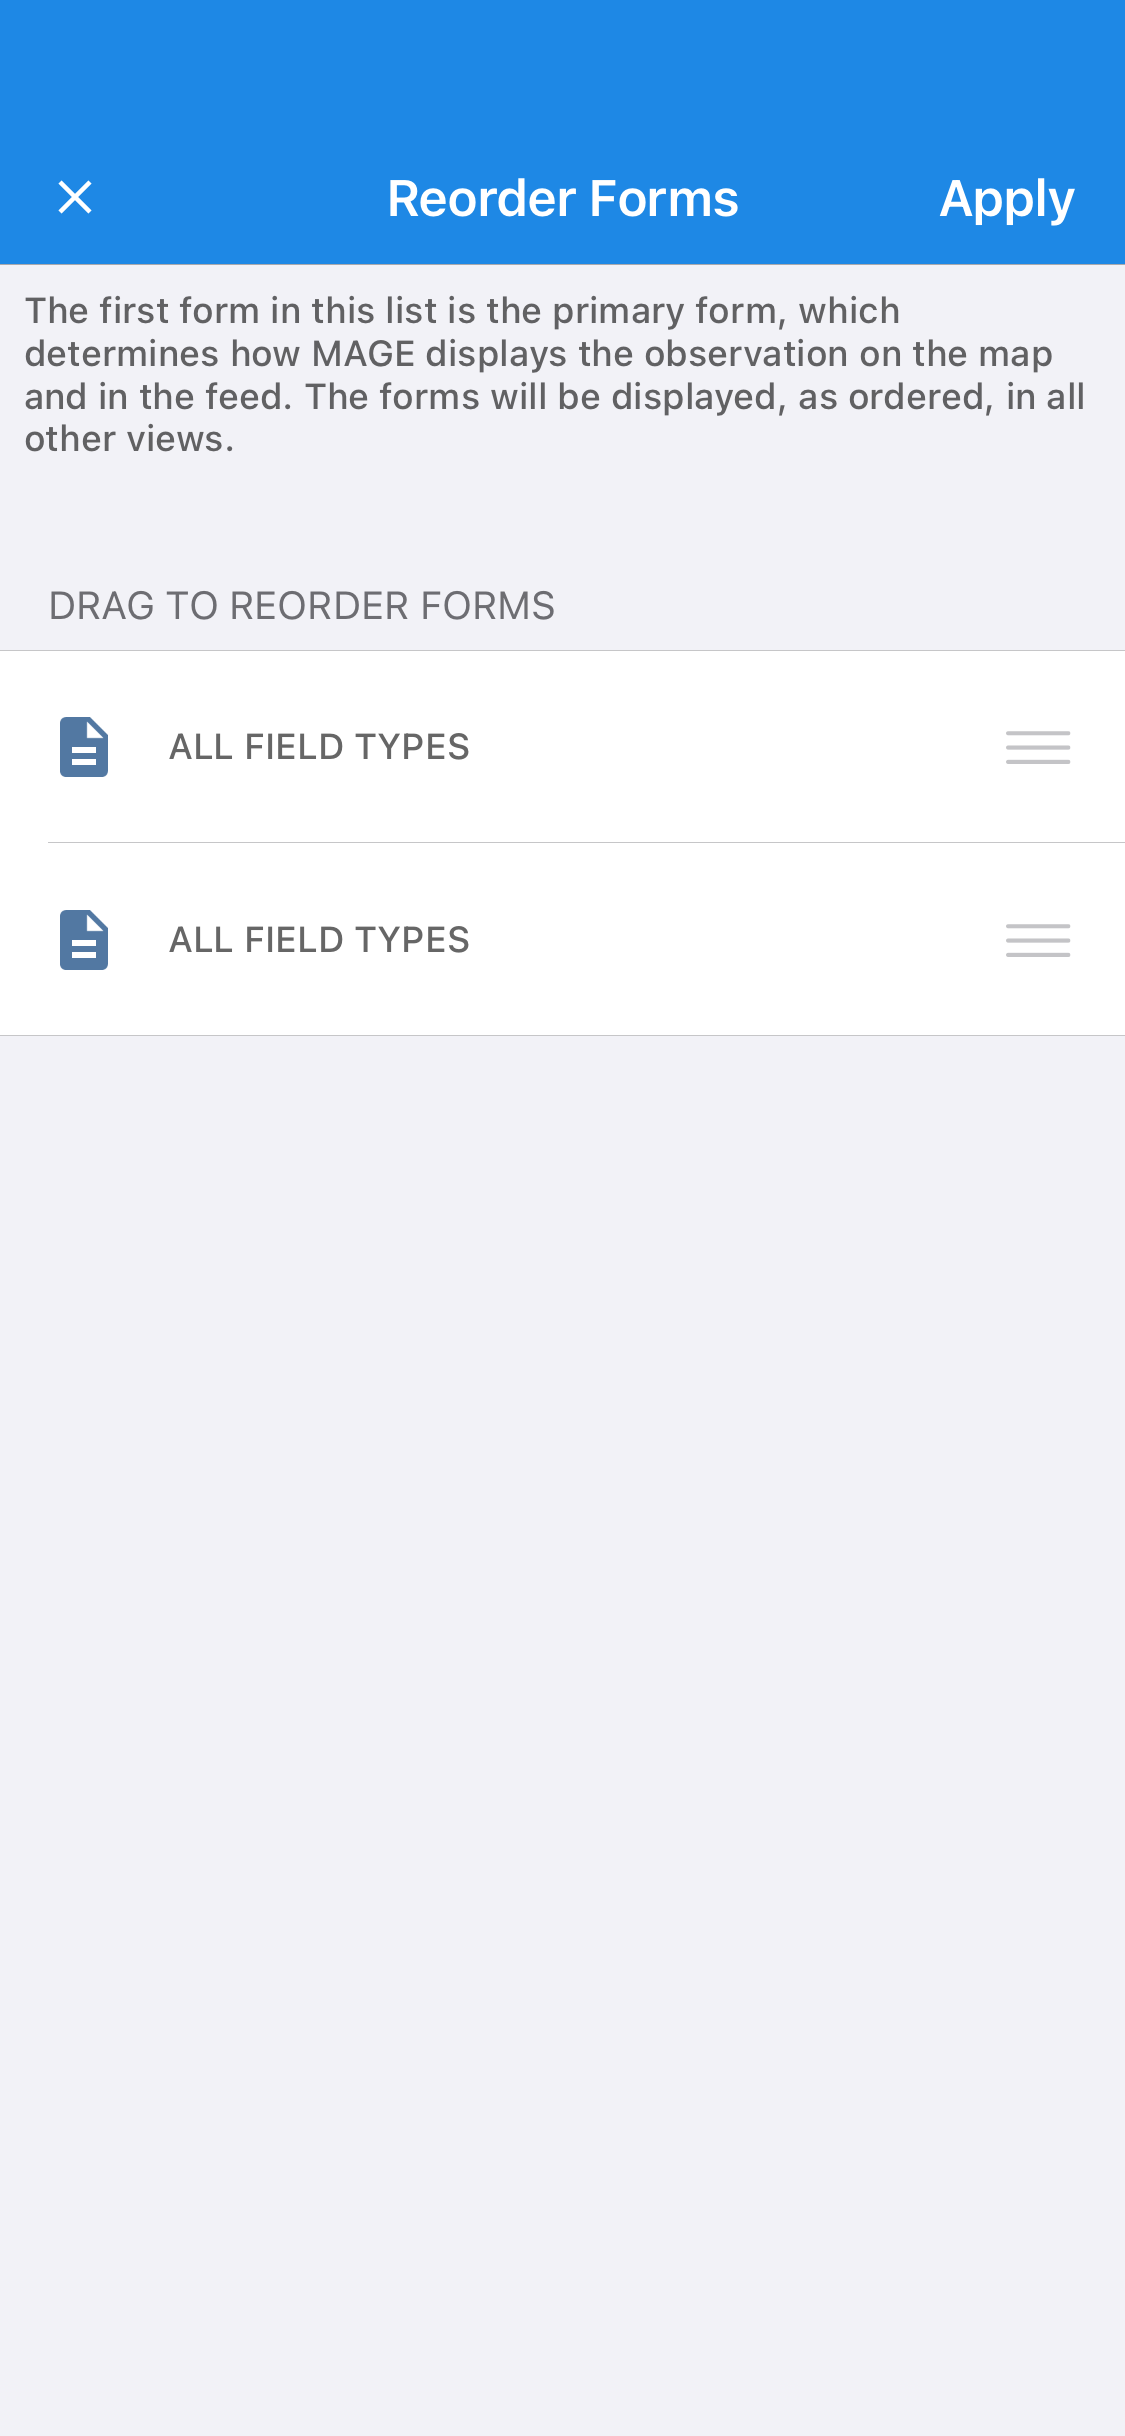 Reorder Forms
Apply
The first form in this list is the primary form, which
determines how MAGE displays the observation on the map
and in the feed. The forms will be displayed, as ordered, in all
other views.
DRAG TO REORDER FORMS
ALL FIELD TYPES
ALL FIELD TYPES